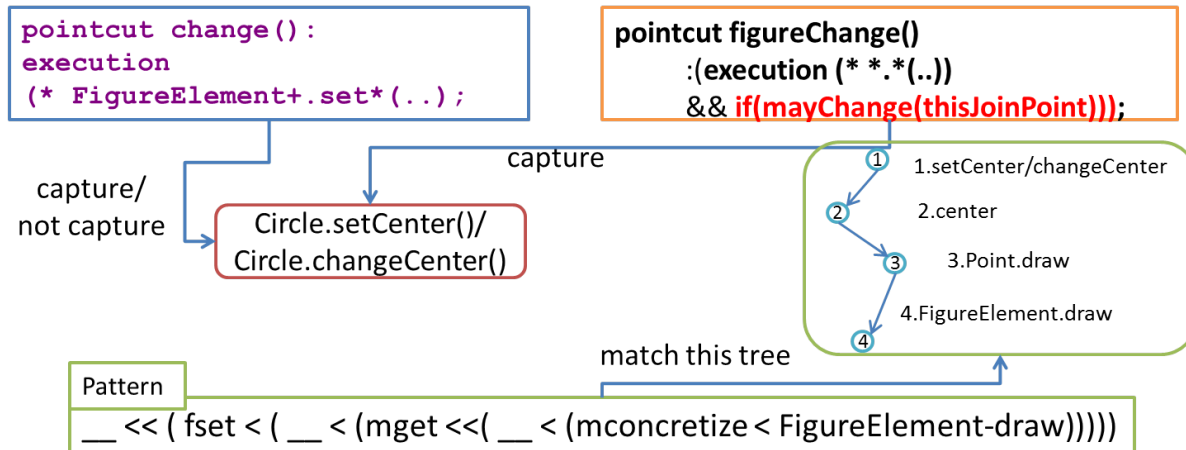 pointcut change():
execution
(* FigureElement+.set*(..);
pointcut figureChange()
:(execution (* *.*(..))
&& if(mayChange(thisJoinPoint)));
capture
capture/
not capture
Circle.setCenter()/
Circle.changeCenter()
1
1.setCenter/changeCenter
2
2.center
3
3.Point.draw
4.FigureElement.draw
4
match this tree
Pattern
__ << ( fset < ( __ < (mget <<( __ < (mconcretize < FigureElement-draw)))))